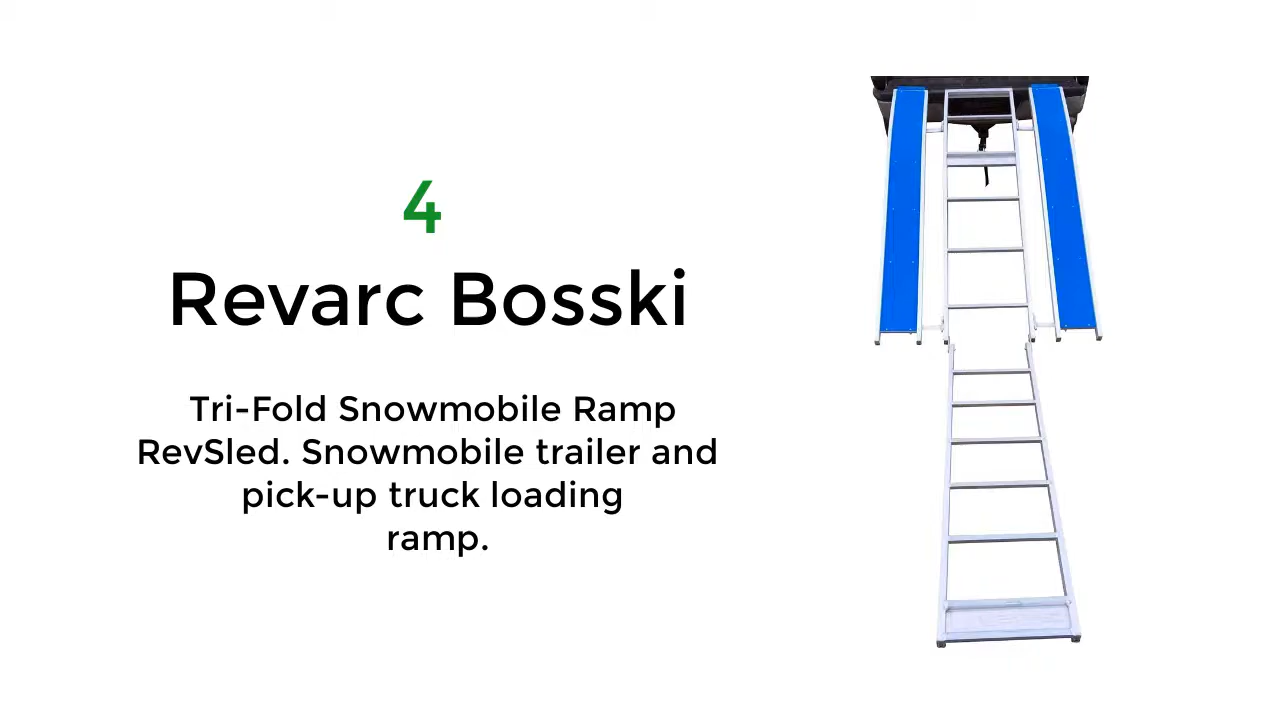 4
Revarc Bosski
Tri-Fold Snowmobile Ramp
RevSled. Snowmobile trailer and
pick-up truck loading
ramp.